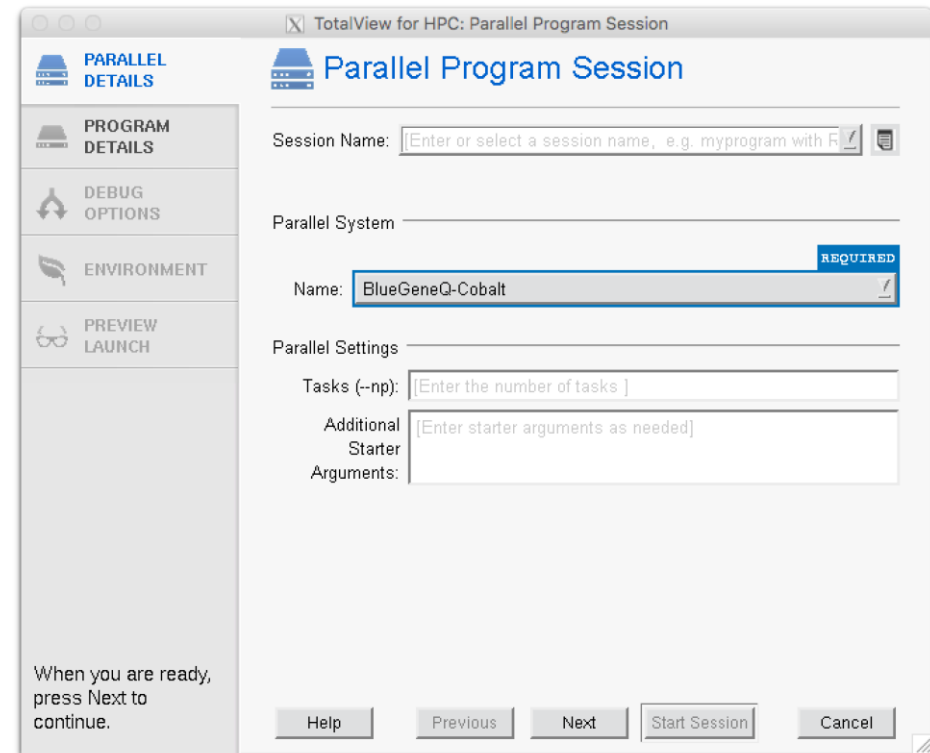 TotalView for HPC: Parallel Program Session
PARALLEL
DETAILS
PROGRAM
DETAILS
DEBUG
OPTIONS
ENVIRONMENT
PREVIEW
LAUNCH
When you are ready,
press Next to
continue.
Parallel Program Session
Session Name: [Enter or select a session name, e.g. myprogram with R
Parallel System
REQUIRED
Name: BlueGeneQ-Cobalt
Parallel Settings
Tasks (--np): [Enter the number of tasks ]
Additional
Starter
Arguments:
[Enter starter arguments as needed]
Help Previous Next Start Session Cancel